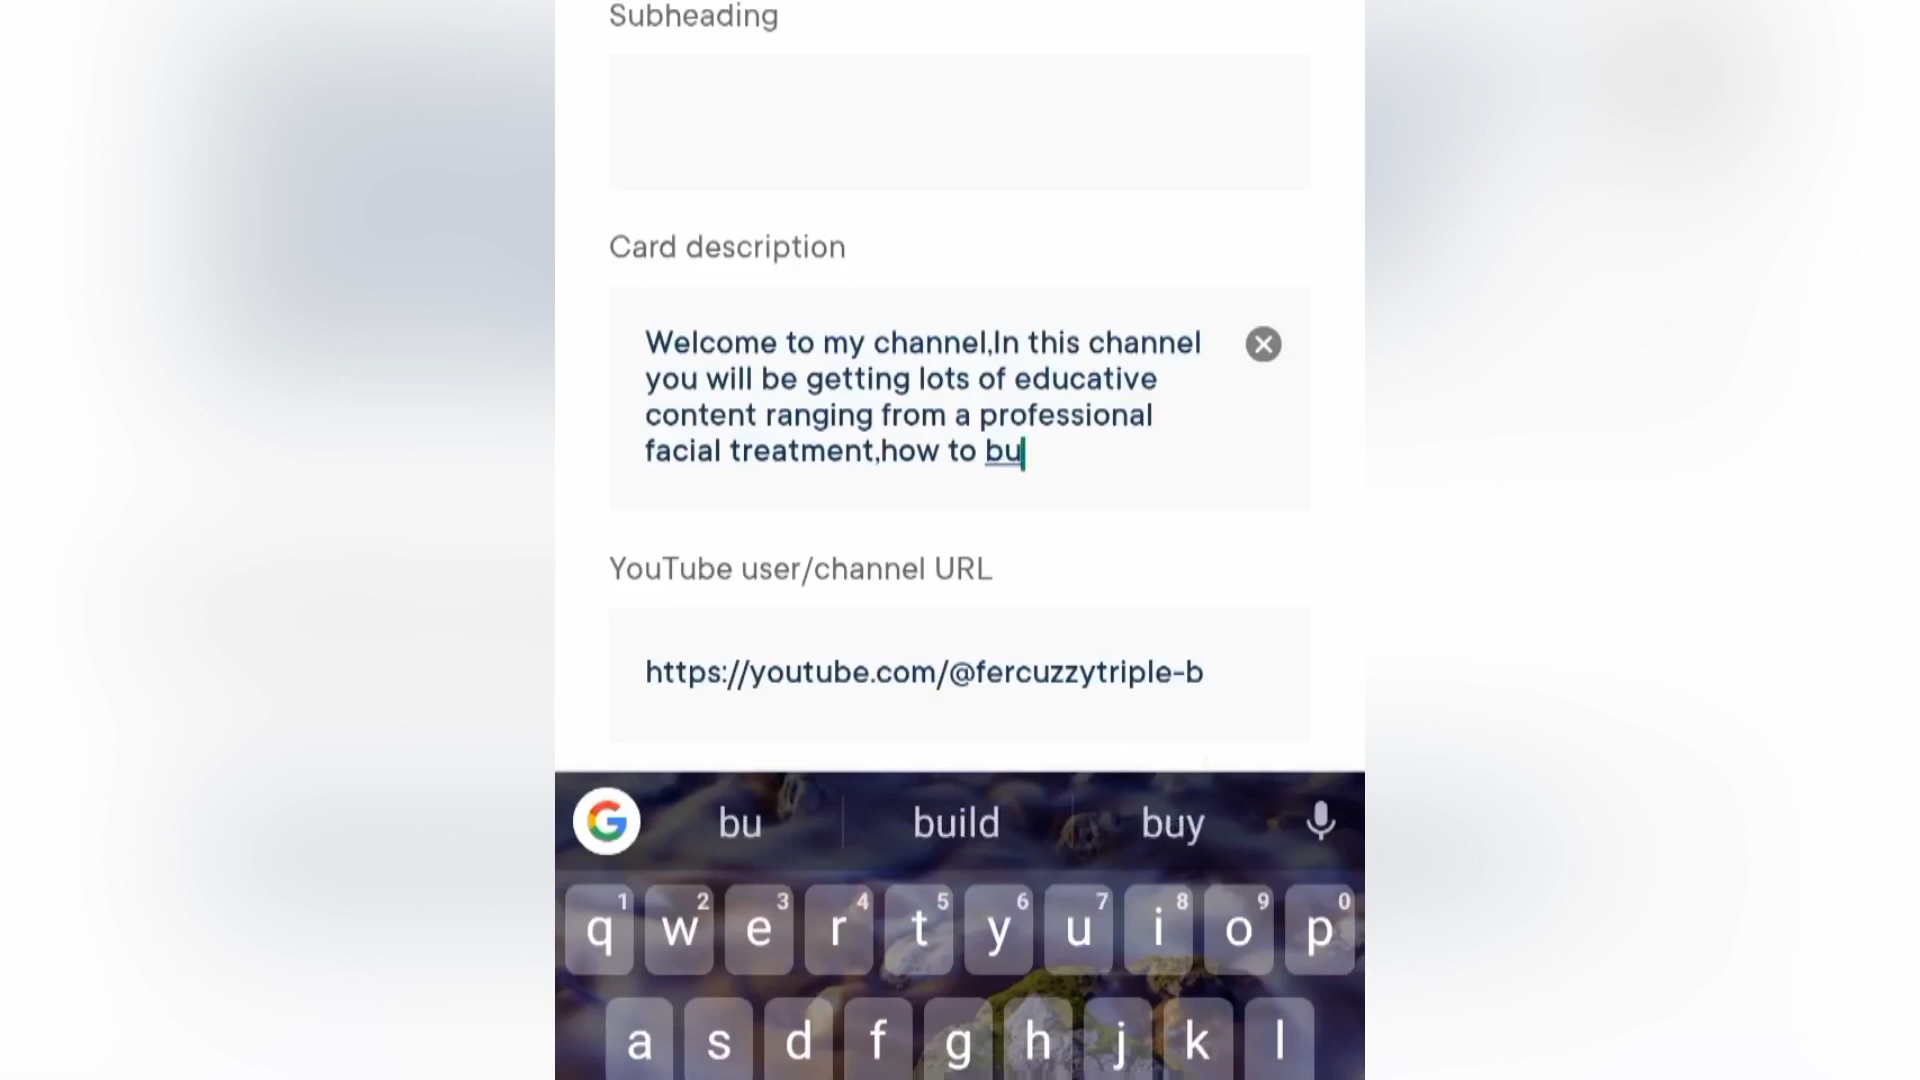 Subheading
Card description
Welcome to my channel,In this channel
you will be getting lots of educative
content ranging from a professional
facial treatment,how to bu
YouTube user/channel URL
https://youtube.com/@fercuzzytriple-b
G bu build buy
1 2 3 4 5 6 7 8 9 0
q w e r t y u i o p
a s d f g h j k l